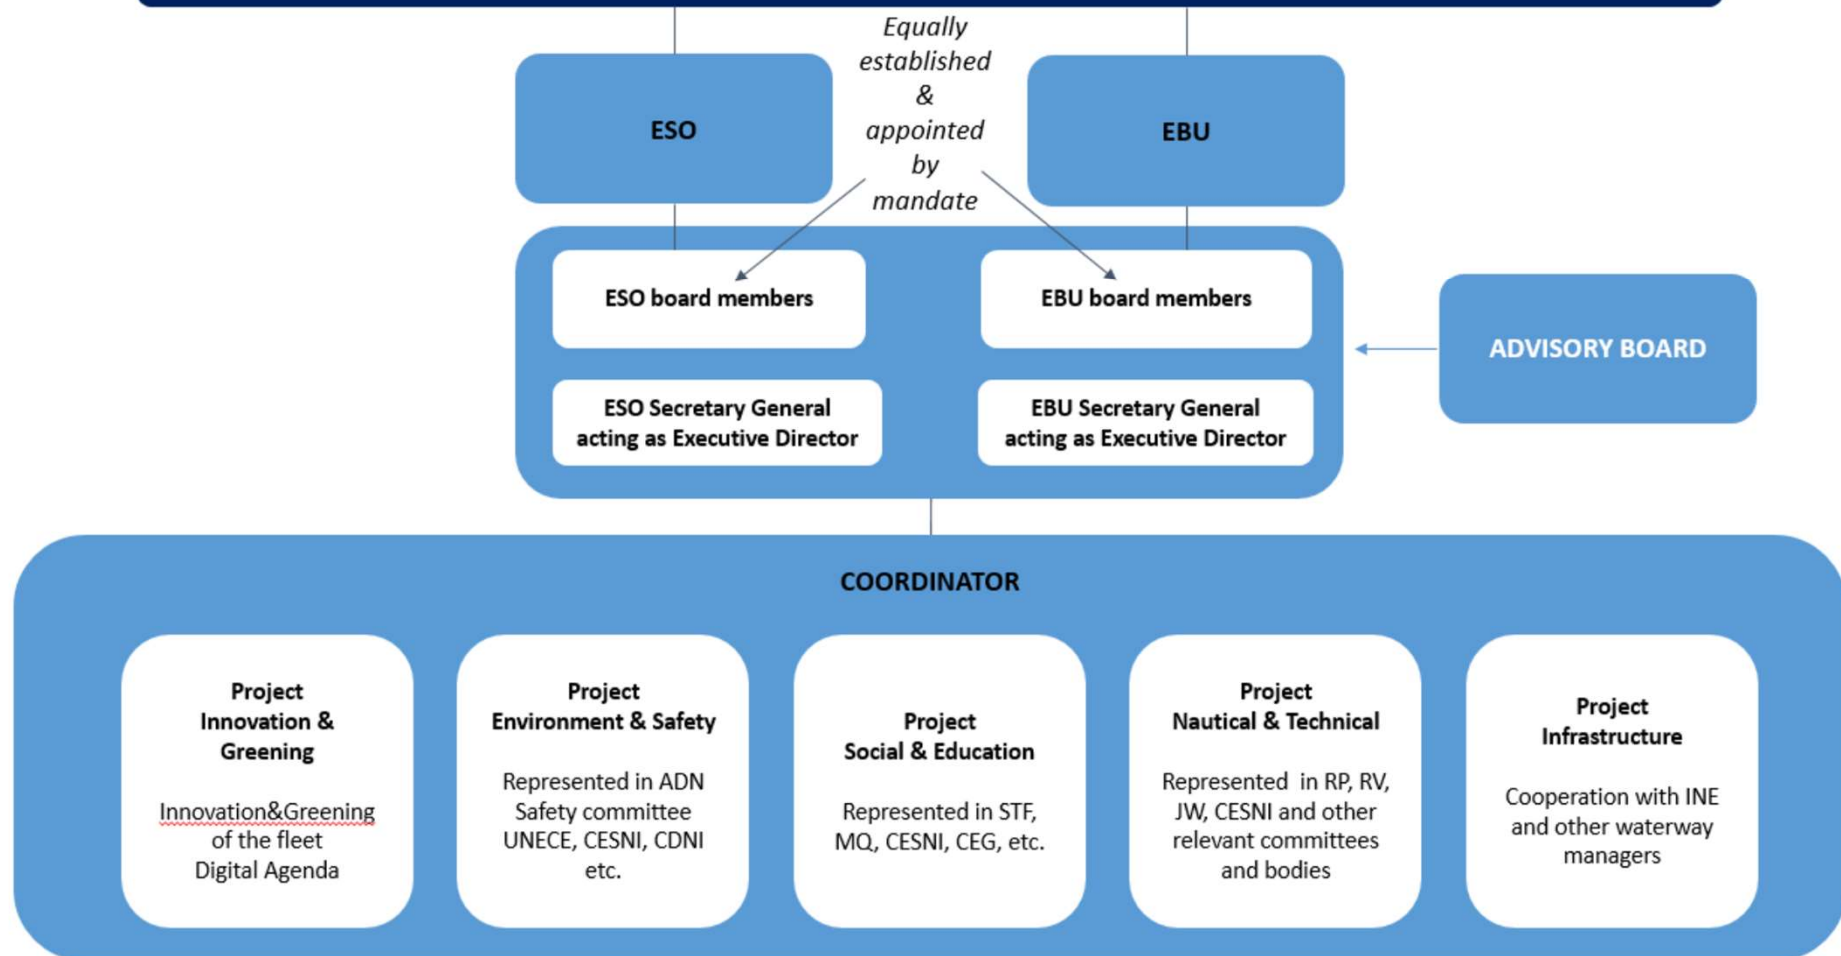 Equally
established
&
appointed
by
mandate
ESO
EBU
ESO board members
EBU board members
ADVISORY BOARD
ESO Secretary General
acting as Executive Director
EBU Secretary General
acting as Executive Director
COORDINATOR
Project
Innovation &
Greening
Innovation&Greening
of the fleet
Digital Agenda
Project
Environment & Safety
Represented in ADN
Safety committee
UNECE, CESNI, CDNI
etc.
Project
Social & Education
Represented in STF,
MQ, CESNI, CEG, etc.
Project
Nautical & Technical
Represented  in RP, RV,
JW, CESNI and other
relevant committees
and bodies
Project
Infrastructure
Cooperation with INE
and other waterway
managers